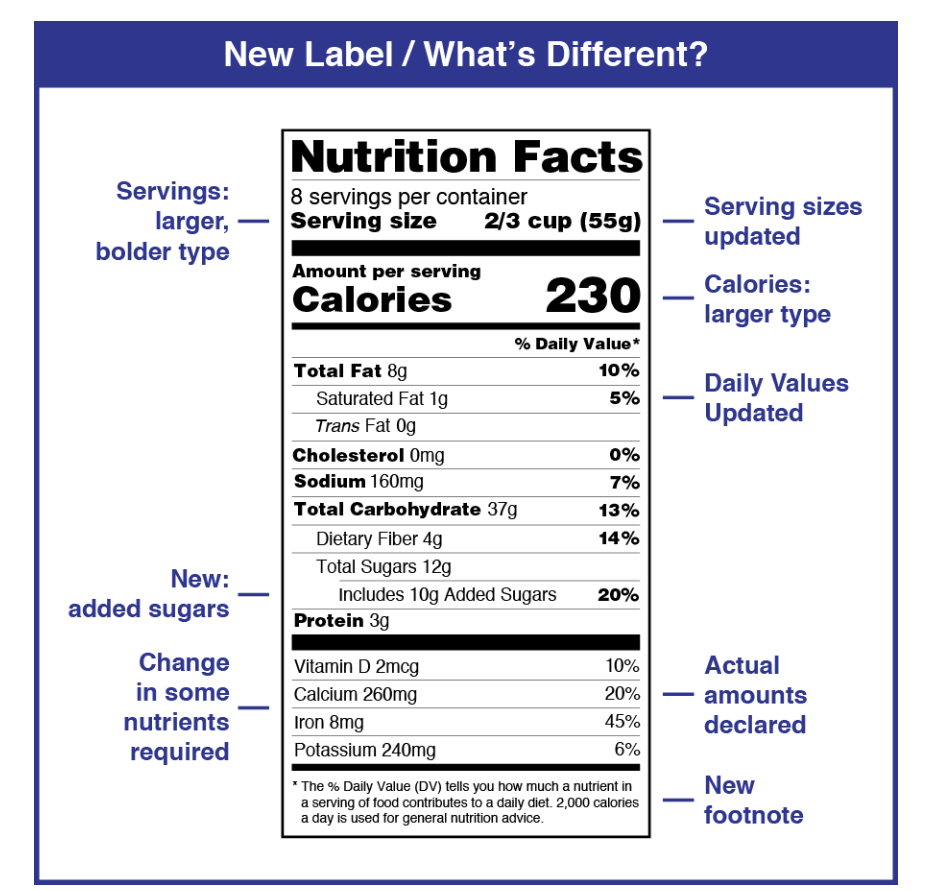 New Label / What's Different?
Servings:
larger,
bolder type
New:
added sugars
Change
in some
nutrients
required
Nutrition Facts
8 servings per container
Serving size 2/3 cup (55g)
Amount per serving
Calories 230
% Daily Value*
Total Fat 8g 10%
Saturated Fat 1g 5%
Trans Fat 0g
Cholesterol 0mg 0%
Sodium 160mg 7%
Total Carbohydrate 37g 13%
Dietary Fiber 4g 14%
Total Sugars 12g
Includes 10g Added Sugars 20%
Protein 3g
Vitamin D 2mcg 10%
Calcium 260mg 20%
Iron 8mg 45%
Potassium 240mg 6%
* The % Daily Value (DV) tells you how much a nutrient in
a serving of food contributes to a daily diet. 2,000 calories
a day is used for general nutrition advice.
Serving sizes
updated
Calories:
larger type
Daily Values
Updated
Actual
amounts
declared
New
footnote